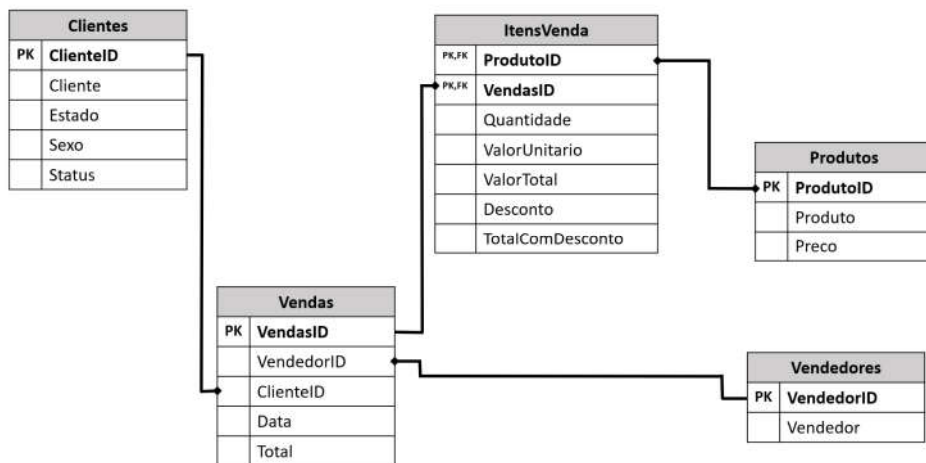 Clientes
PK ClienteID
Cliente
Estado
Sexo
Status
ItensVenda
PK,FK ProdutoID
PK,FK VendasID
Quantidade
ValorUnitario
ValorTotal
Desconto
TotalComDesconto
Produtos
PK ProdutoID
Produto
Preco
Vendas
PK VendasID
VendedorID
ClienteID
Data
Total
Vendedores
PK VendedorID
Vendedor